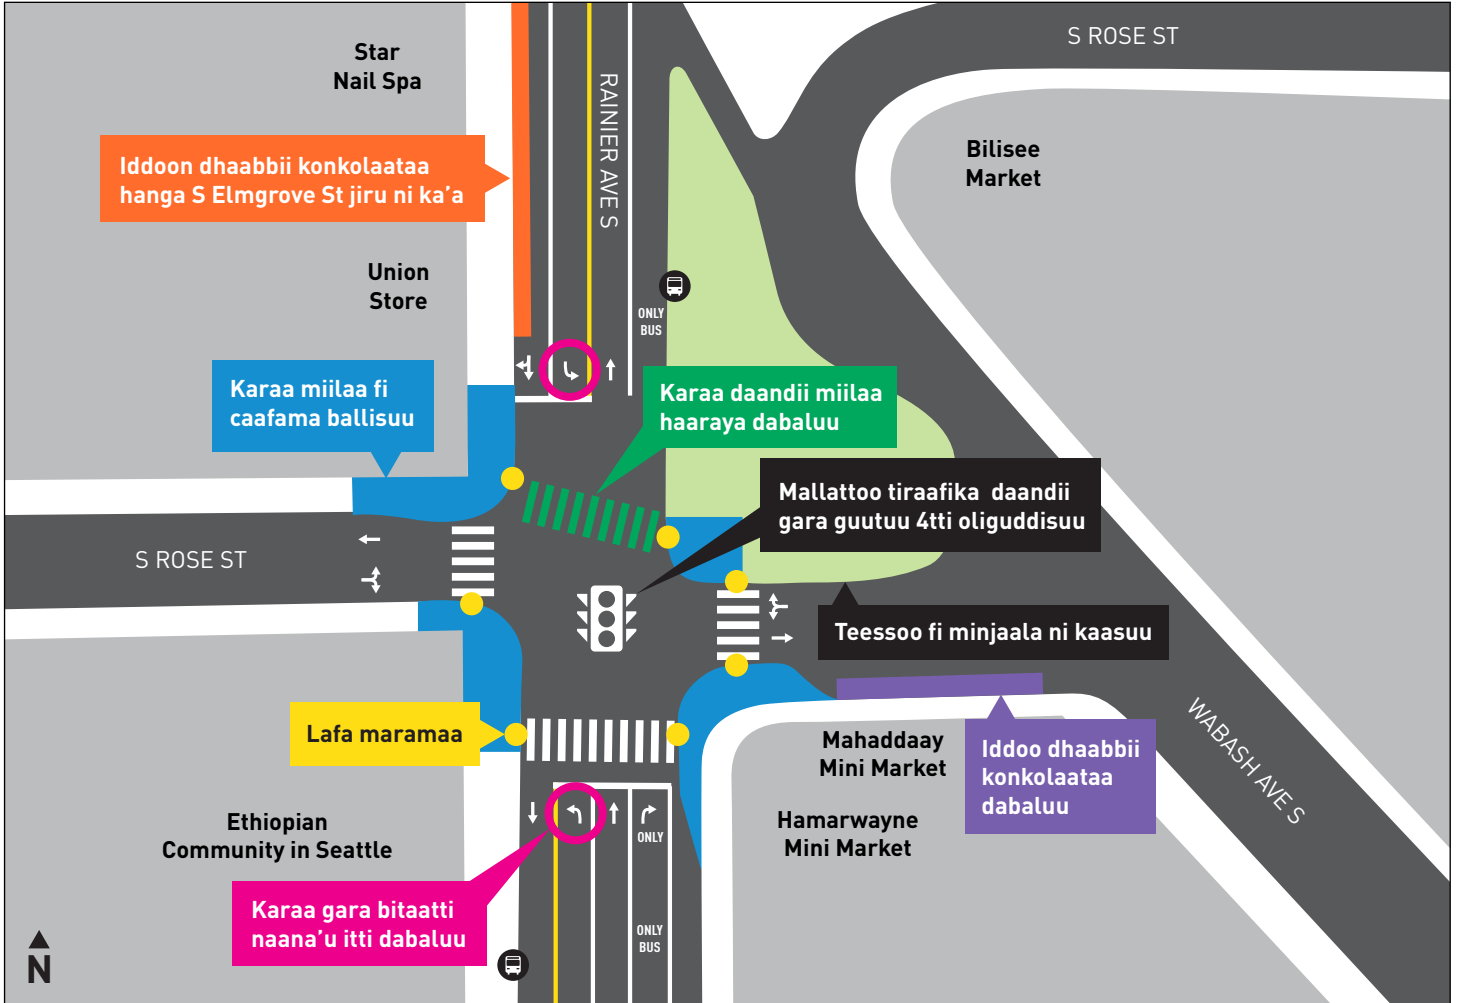 S ROSE ST
Star
Nail Spa
RAINIER AVE S
Bilisee
Market
Iddoon dhaabbii konkolaataa
hanga S Elmgrove St jiru ni ka’a
Union
Store
ONLY
BUS
Karaa miilaa fi
caafama ballisuu
Karaa daandii miilaa
haaraya dabaluu
Mallattoo tiraafika daandii
gara guutuu 4tti oliguddisuu
S ROSE ST
Teessoo fi minjaala ni kaasuu
Lafa maramaa
Mahaddaay
Mini Market
Iddoo dhaabbii
konkolaataa
dabaluu
WABASH AVE S
Ethiopian
Community in Seattle
Hamarwayne
Mini Market
ONLY
Karaa gara bitaatti
naana’u itti dabaluu
ONLY
BUS
N